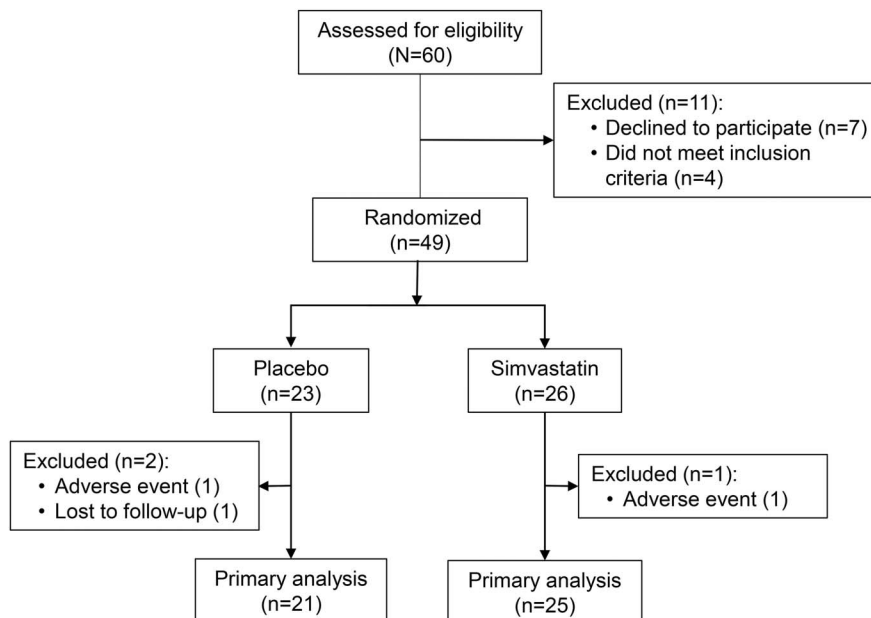 Assessed for eligibility
(N=60)
Excluded (n=11):
• Declined to participate (n=7)
• Did not meet inclusion
criteria (n=4)
Randomized
(n=49)
Placebo
(n=23)
Simvastatin
(n=26)
Excluded (n=2):
• Adverse event (1)
• Lost to follow-up (1)
Excluded (n=1):
• Adverse event (1)
Primary analysis
(n=21)
Primary analysis
(n=25)